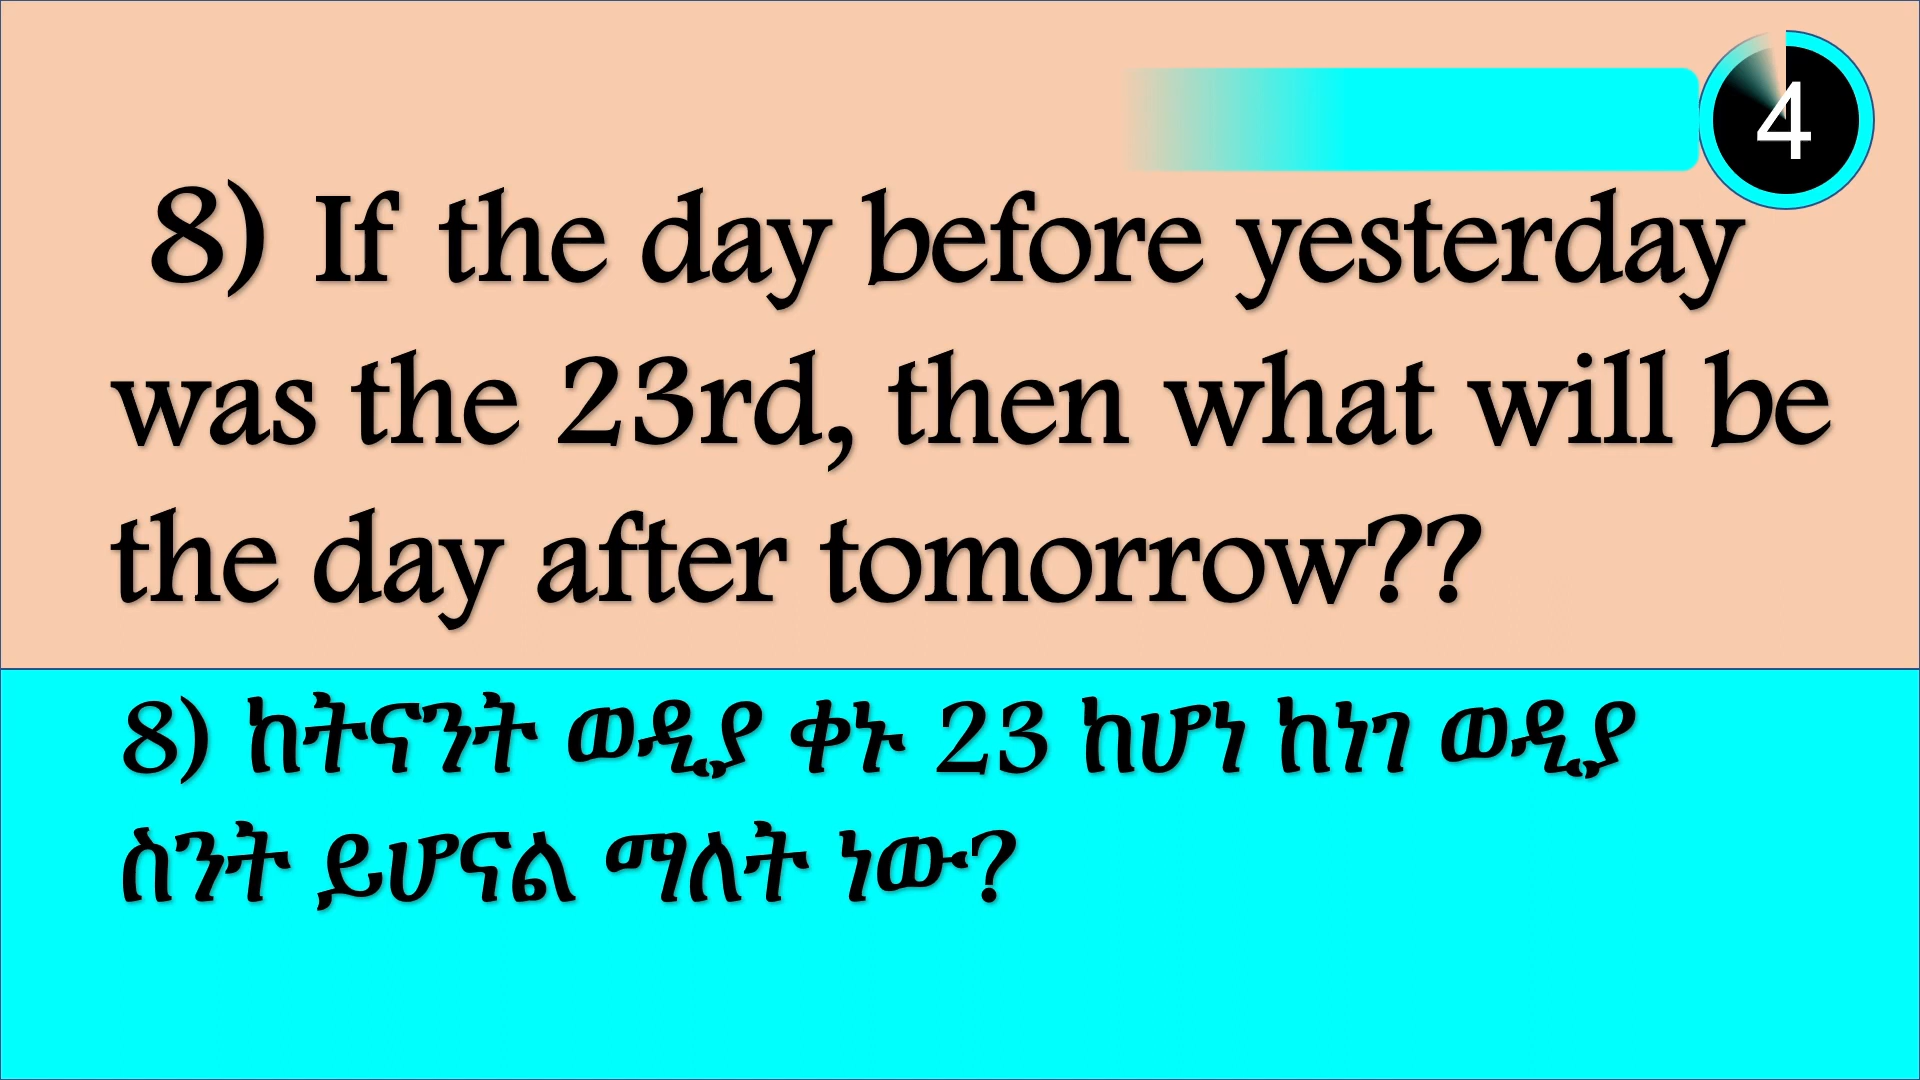 4
8) If the day before yesterday
was the 23rd, then what will be
the day after tomorrow??
8) ከትናንት ወዲያ ቀኑ 23 ከሆነ ከነገ ወዲያ
ስንት ይሆናል ማለት ነው?